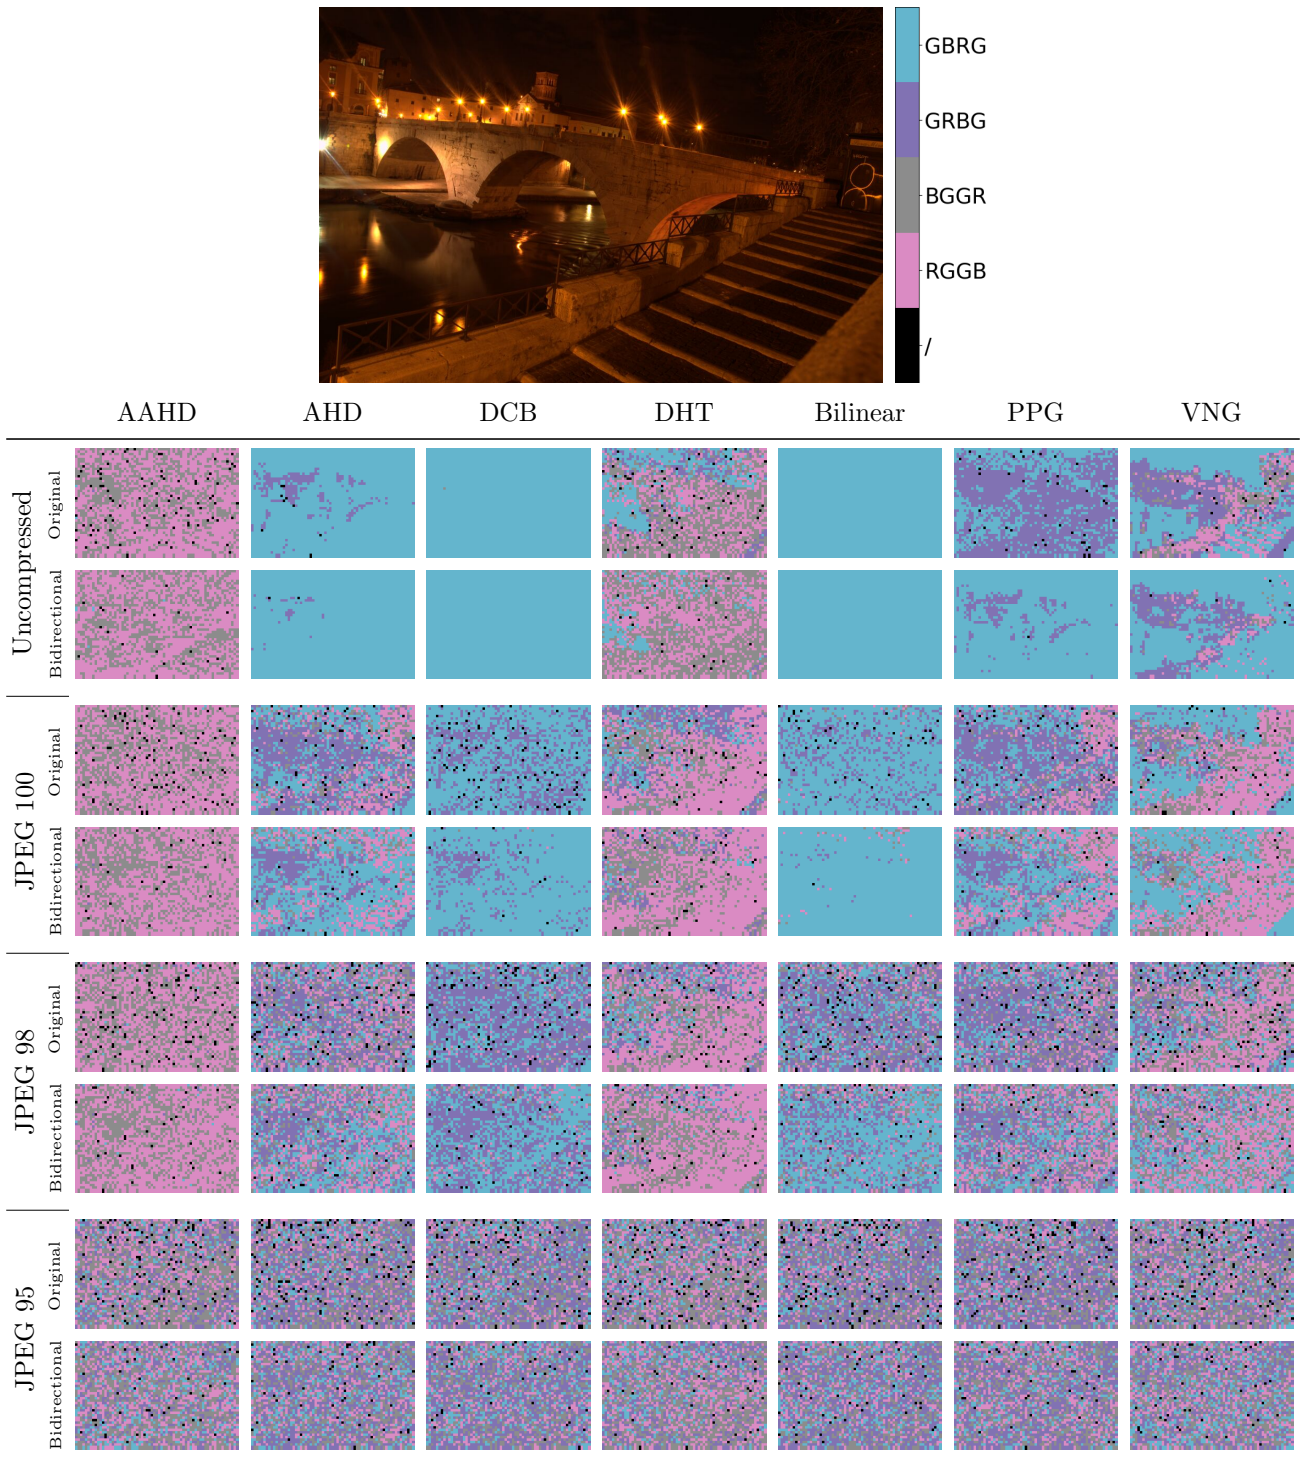 GBRG
GRBG
BGGR
RGGB
/
AAHD AHD DCB DHT Bilinear PPG VNG
Uncompressed
Original
Bidirectional
JPEG 100
Original
Bidirectional
JPEG 98
Original
Bidirectional
JPEG 95
Original
Bidirectional